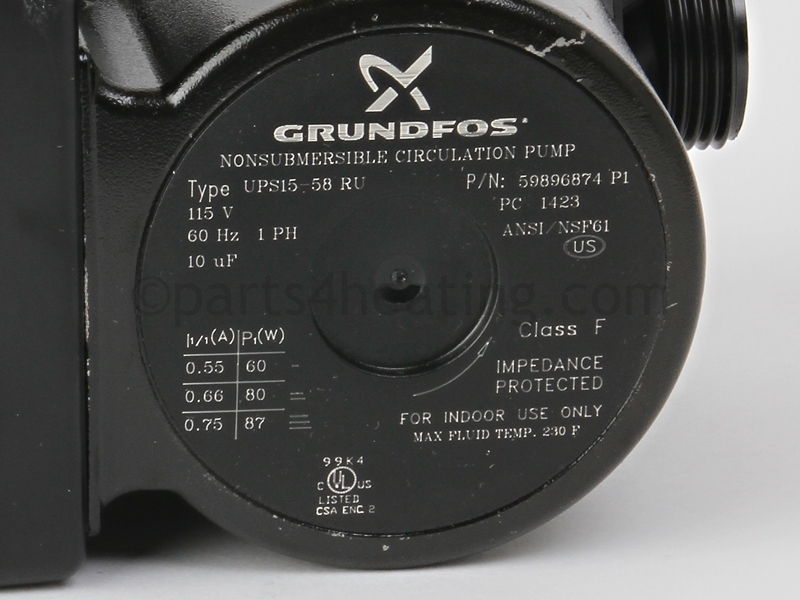 GRUNDFOS
NONSUBMERSIBLE CIRCULATION PUMP
Type UPS15-58 RU P/N: 59896874 P1
115 V PC 1423
60 Hz 1 PH ANSI/NSF61
US
10 uF
©parts4heating.com
I1/1(A) P1(W)
0.55 60
0.66 80
0.75 87
Class F
IMPEDANCE
PROTECTED
FOR INDOOR USE ONLY
MAX FLUID TEMP. 230 F
99K4
C UL US
LISTED
CSA ENC 2